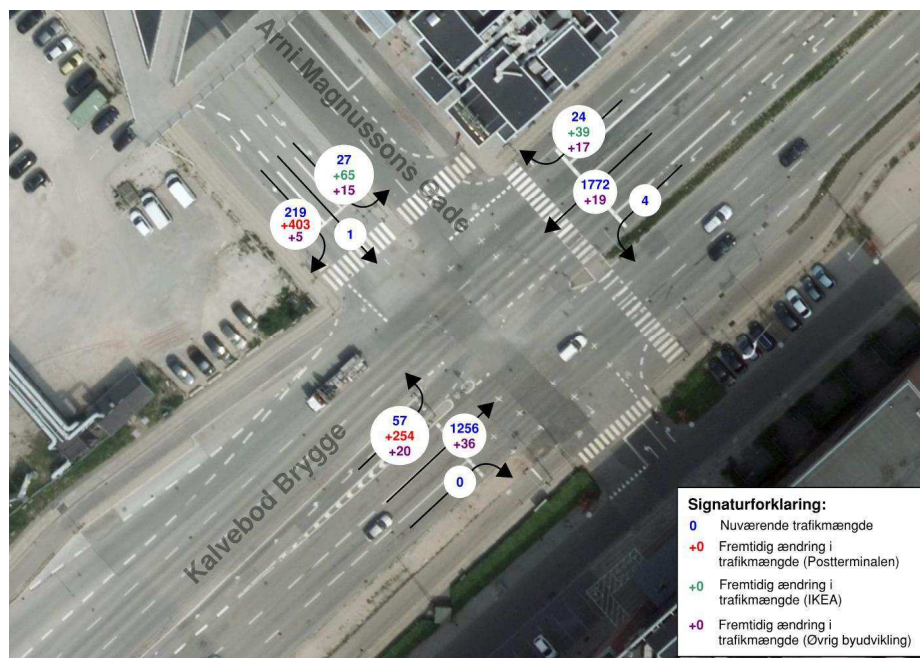 Arni Magnussons Gade
24
+39
+17
27
+65
+15
1772
+19
4
219
+403
+5
1
57
+254
+20
1256
+36
0
Kalvebod Brygge
Signaturforklaring:
0 Nuværende trafikmængde
+0 Fremtidig ændring i
trafikmængde (Postterminalen)
+0 Fremtidig ændring i
trafikmængde (IKEA)
+0 Fremtidig ændring i
trafikmængde (Øvrig byudvikling)